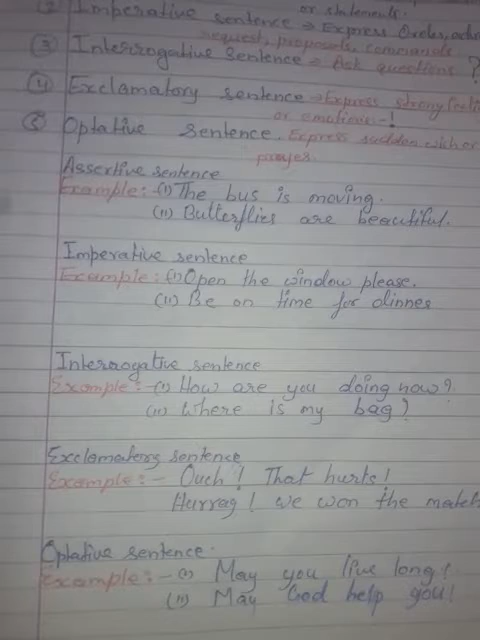 (2) Imperative sentence → Express Order,
or statements.
request, proposals, commands
(3) Interrogative sentence → Ask questions ?
(4) Exclamatory sentence → Express strong
or emotions - !
(5) Optative sentence. Express sudden wish or
prayer.
Assertive sentence
Example: (i) The bus is moving.
(ii) Butterflies are beautiful.
Imperative sentence
Example: (i) Open the window please.
(ii) Be on time for dinner
Interrogative sentence
Example: - (i) How are you doing now?
(ii) Where is my bag?
Exclamatory sentence
Example: - Ouch! That hurts!
Hurray! we won the match
Optative sentence.
Example: - (i) May you live long!
(ii) May God help you!